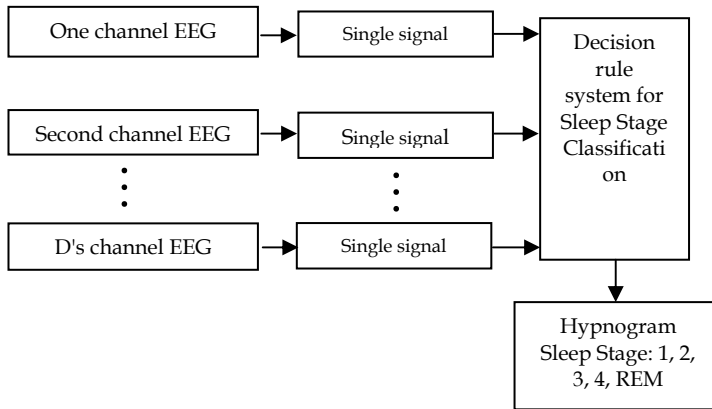 One channel EEG
Single signal
Decision
rule
system for
Sleep Stage
Classificati
on
Second channel EEG
Single signal
D's channel EEG
Single signal
Hypnogram
Sleep Stage: 1, 2,
3, 4, REM